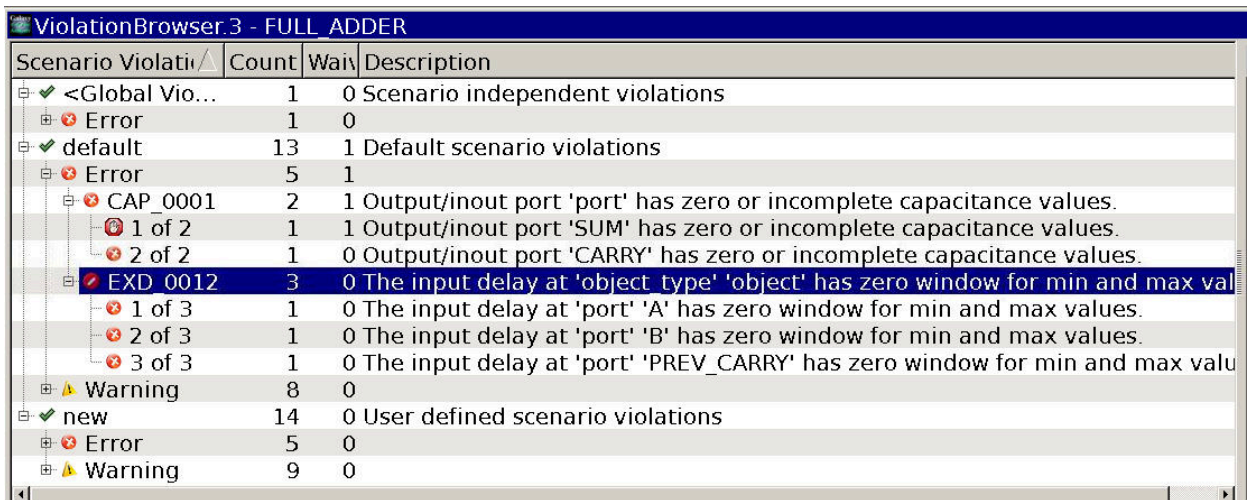 ViolationBrowser.3 - FULL_ADDER
Scenario Violati Count Wai Description
<Global Vio... 1 0 Scenario independent violations
Error 1 0
default 13 1 Default scenario violations
Error 5 1
CAP_0001 2 1 Output/inout port 'port' has zero or incomplete capacitance values.
1 of 2 1 1 Output/inout port 'SUM' has zero or incomplete capacitance values.
2 of 2 1 0 Output/inout port 'CARRY' has zero or incomplete capacitance values.
EXD_0012 3 0 The input delay at 'object_type' 'object' has zero window for min and max val
1 of 3 1 0 The input delay at 'port' 'A' has zero window for min and max values.
2 of 3 1 0 The input delay at 'port' 'B' has zero window for min and max values.
3 of 3 1 0 The input delay at 'port' 'PREV_CARRY' has zero window for min and max valu
Warning 8 0
new 14 0 User defined scenario violations
Error 5 0
Warning 9 0